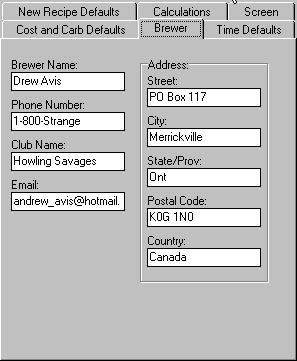 New Recipe Defaults Calculations Screen
Cost and Carb Defaults Brewer Time Defaults
Brewer Name:
Drew Avis
Phone Number:
1-800-Strange
Club Name:
Howling Savages
Email:
andrew_avis@hotmail.
Address:
Street:
PO Box 117
City:
Merrickville
State/Prov:
Ont
Postal Code:
K0G 1N0
Country:
Canada